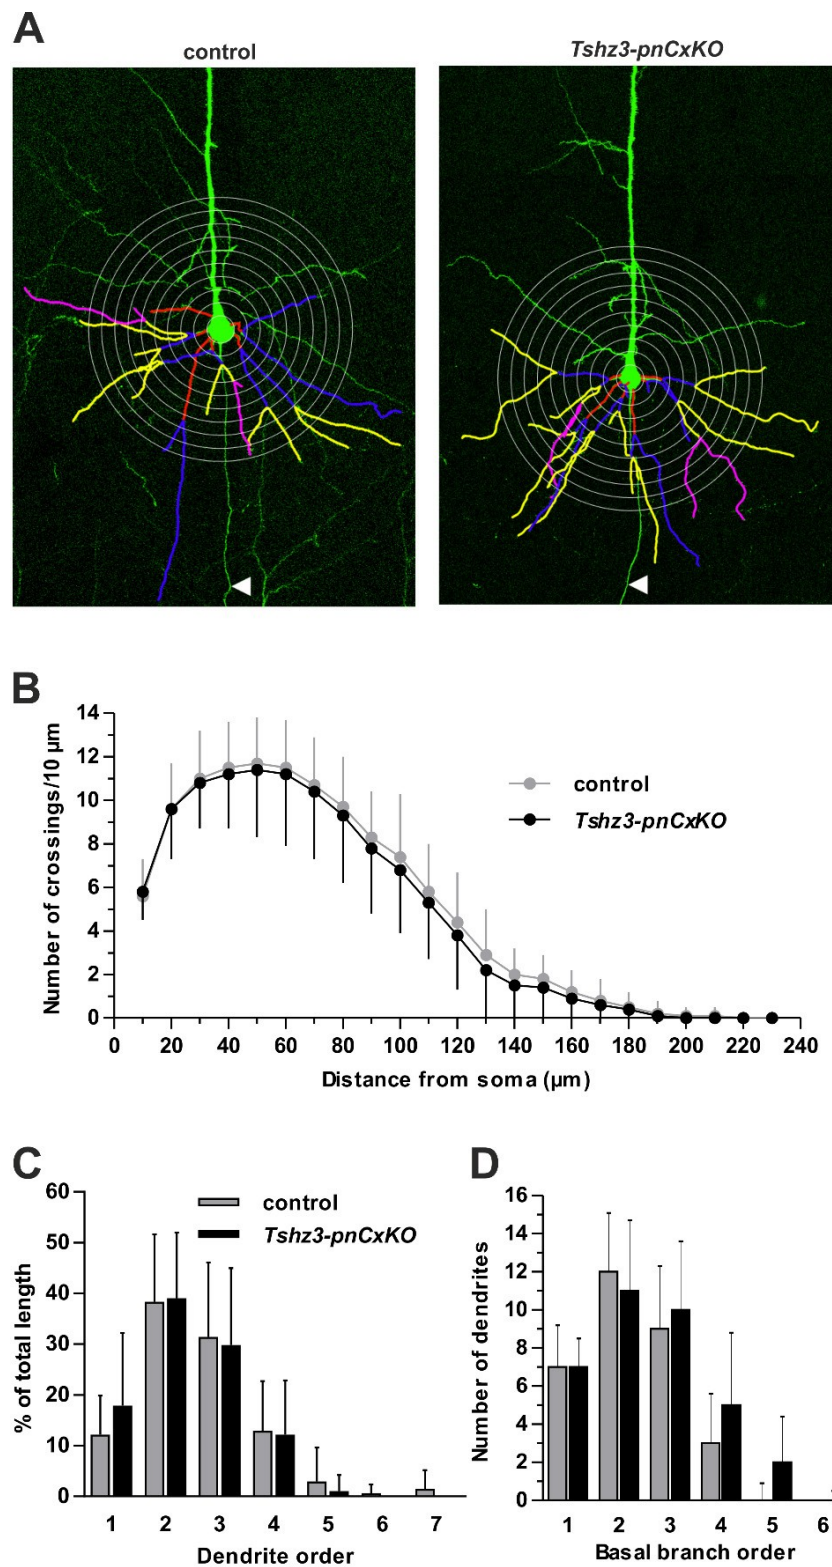 A
control
Tshz3-pnCxKO
B
14
12
10
8
6
4
2
0
Number of crossings/10 µm
control
Tshz3-pnCxKO
0 20 40 60 80 100 120 140 160 180 200 220 240
Distance from soma (µm)
C
60
50
40
30
20
10
0
% of total length
control
Tshz3-pnCxKO
1 2 3 4 5 6 7
Dendrite order
D
16
14
12
10
8
6
4
2
0
Number of dendrites
1 2 3 4 5 6
Basal branch order